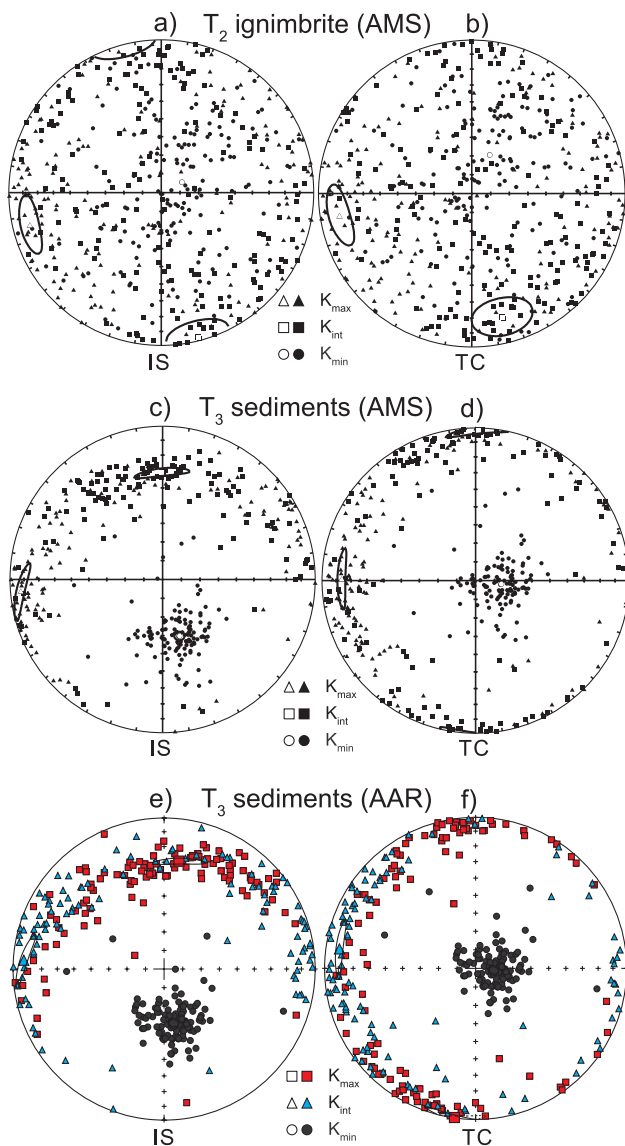 T₂ ignimbrite (AMS)
a) b)
△ ▲ Kₘₐₓ
□ ■ Kᵢₙₜ
○ ● Kₘᵢₙ
IS TC
c) T₃ sediments (AMS) d)
△ ▲ Kₘₐₓ
□ ■ Kᵢₙₜ
○ ● Kₘᵢₙ
IS TC
e) T₃ sediments (AAR) f)
□ ■ Kₘₐₓ
△ ▲ Kᵢₙₜ
○ ● Kₘᵢₙ
IS TC